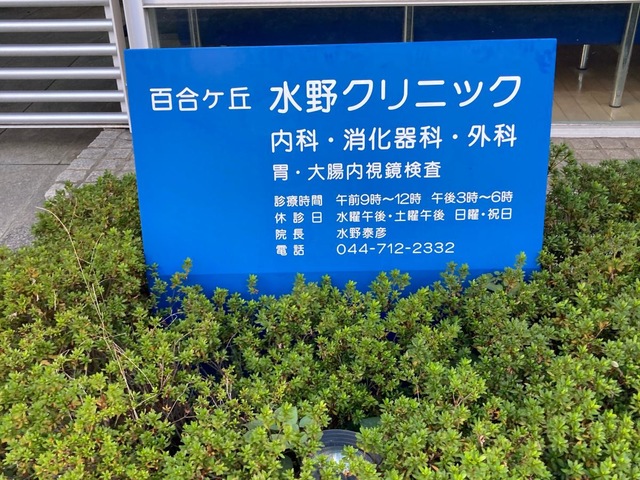 百合ケ丘 水野クリニック
内科・消化器科・外科
胃・大腸内視鏡検査
診療時間 午前9時〜12時 午後3時〜6時
休診日 水曜午後・土曜午後 日曜・祝日
院長 水野泰彦
電話 044-712-2332